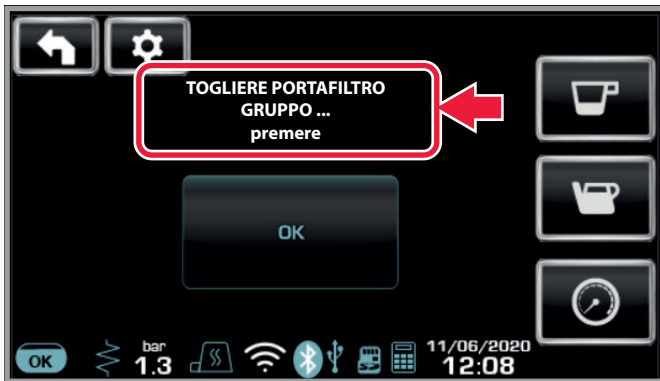 TOGLIERE PORTAFILTRO
GRUPPO ...
premere
OK
OK
bar
1.3
11/06/2020
12:08